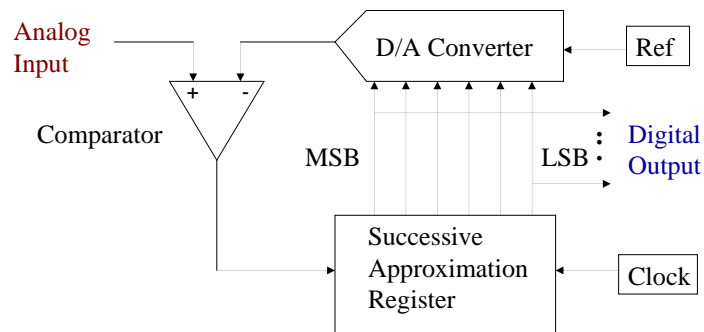 Analog
Input
D/A Converter
Ref
+ -
Comparator
MSB
LSB
Digital
Output
Successive
Approximation
Register
Clock